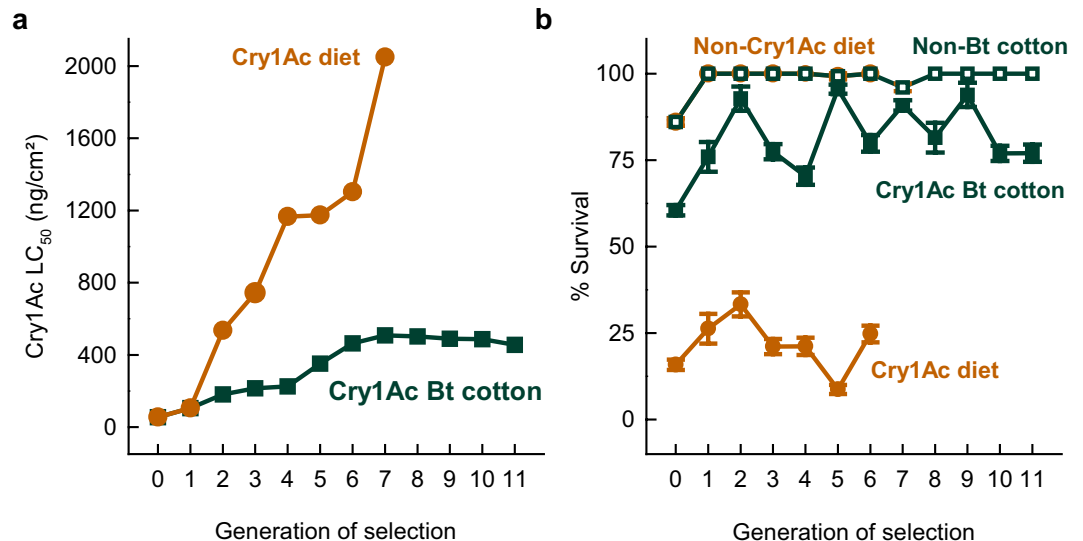 a
Cry1Ac LC50 (ng/cm²)
2000
1600
1200
800
400
0
Cry1Ac diet
Cry1Ac Bt cotton
0 1 2 3 4 5 6 7 8 9 10 11
Generation of selection
b
% Survival
100
75
50
25
0
Non-Cry1Ac diet
Non-Bt cotton
Cry1Ac Bt cotton
Cry1Ac diet
0 1 2 3 4 5 6 7 8 9 10 11
Generation of selection